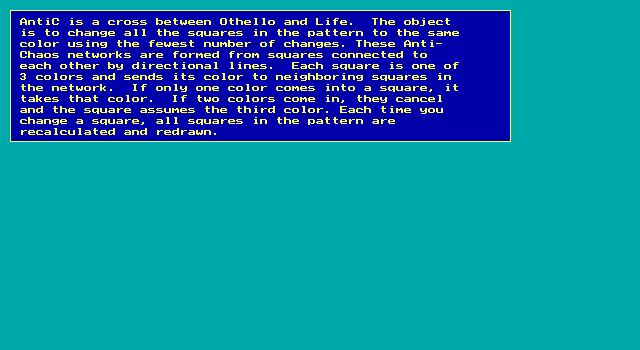 AntiC is a cross between Othello and Life.  The object
is to change all the squares in the pattern to the same
color using the fewest number of changes. These Anti-
Chaos networks are formed from squares connected to
each other by directional lines.  Each square is one of
3 colors and sends its color to neighboring squares in
the network.  If only one color comes into a square, it
takes that color.  If two colors come in, they cancel
and the square assumes the third color. Each time you
change a square, all squares in the pattern are
recalculated and redrawn.